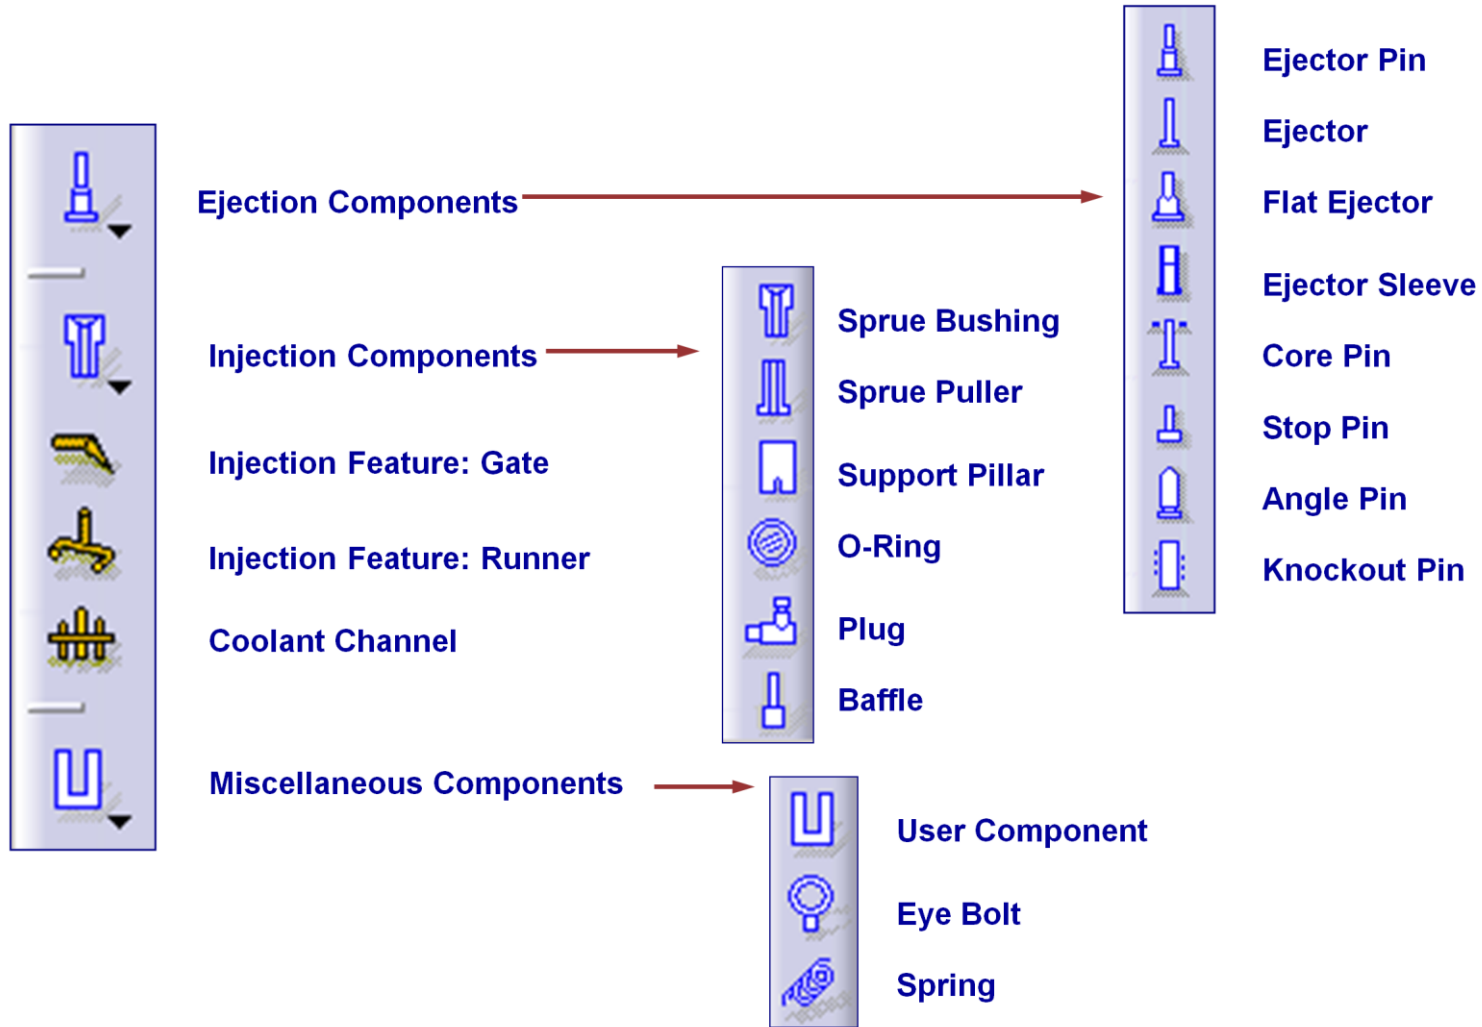 Ejection Components
Injection Components
Injection Feature: Gate
Injection Feature: Runner
Coolant Channel
Miscellaneous Components
Sprue Bushing
Sprue Puller
Support Pillar
O-Ring
Plug
Baffle
User Component
Eye Bolt
Spring
Ejector Pin
Ejector
Flat Ejector
Ejector Sleeve
Core Pin
Stop Pin
Angle Pin
Knockout Pin